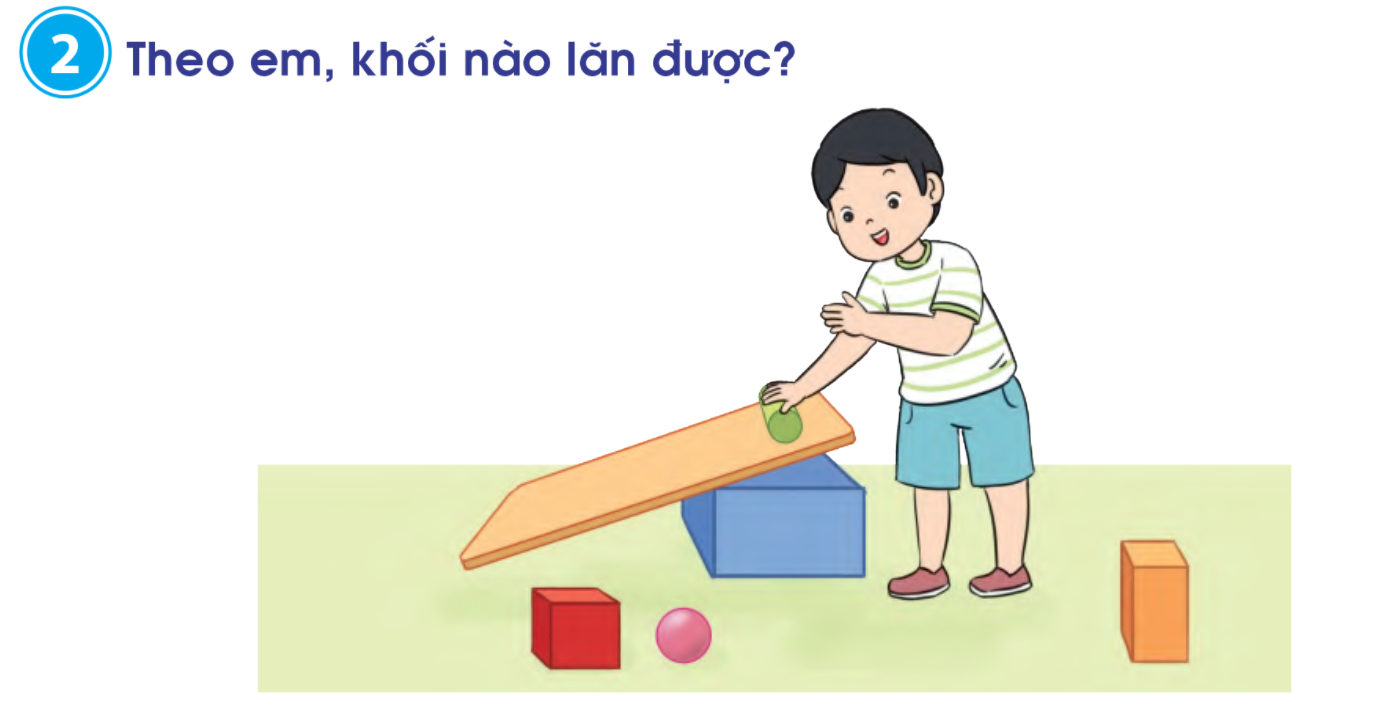 2 Theo em, khối nào lăn được?